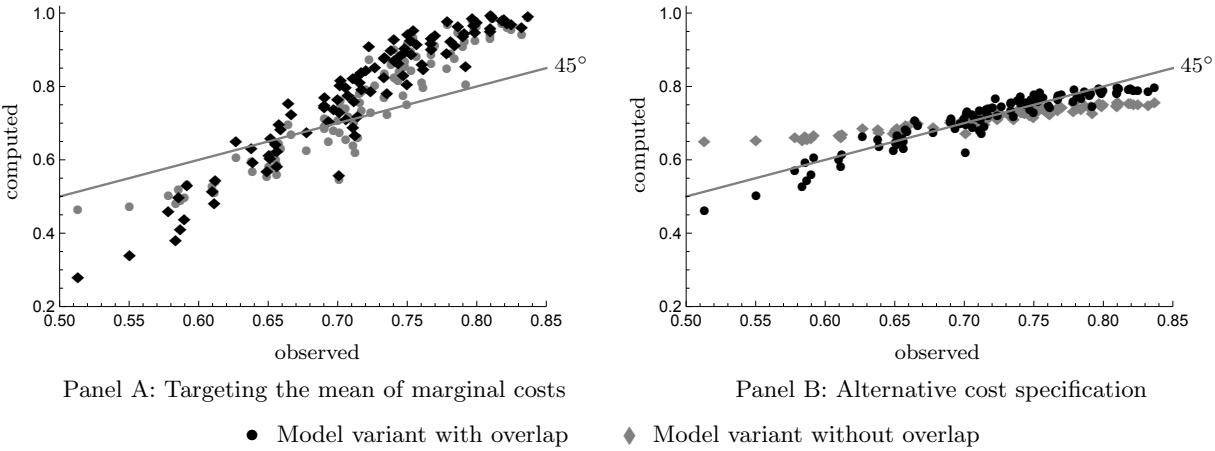 1.0
0.8
0.6
0.4
0.2
computed
0.50 0.55 0.60 0.65 0.70 0.75 0.80 0.85
observed
45°
Panel A: Targeting the mean of marginal costs
1.0
0.8
0.6
0.4
0.2
computed
0.50 0.55 0.60 0.65 0.70 0.75 0.80 0.85
observed
45°
Panel B: Alternative cost specification
Model variant with overlap
Model variant without overlap